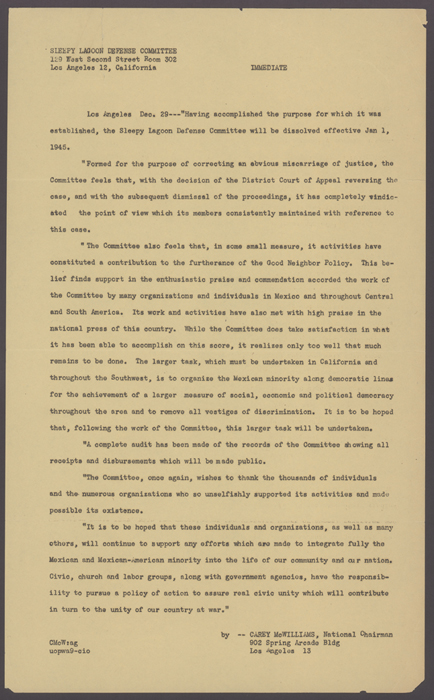 SLEEPY LAGOON DEFENSE COMMITTEE
129 West Second Street Room 302
Los Angeles 12, California
IMMEDIATE
Los Angeles Dec. 29---"Having accomplished the purpose for which it was
established, the Sleepy Lagoon Defense Committee will be dissolved effective Jan 1,
1945.
"Formed for the purpose of correcting an obvious miscarriage of justice, the
Committee feels that, with the decision of the District Court of Appeal reversing the
case, and with the subsequent dismissal of the proceedings, it has completely vindic-
ated the point of view which its members consistently maintained with reference to
this case.
"The Committee also feels that, in some small measure, it activities have
constituted a contribution to the furtherance of the Good Neighbor Policy. This be-
lief finds support in the enthusiastic praise and commendation accorded the work of
the Committee by many organizations and individuals in Mexico and throughout Central
and South America. Its work and activities have also met with high praise in the
national press of this country. While the Committee does take satisfaction in what
it has been able to accomplish on this score, it realizes only too well that much
remains to be done. The larger task, which must be undertaken in California and
throughout the Southwest, is to organize the Mexican minority along democratic lines
for the achievement of a larger measure of social, economic and political democracy
throughout the area and to remove all vestiges of discrimination. It is to be hoped
that, following the work of the Committee, this larger task will be undertaken.
"A complete audit has been made of the records of the Committee showing all
receipts and disbursements which will be made public.
"The Committee, once again, wishes to thank the thousands of individuals
and the numerous organizations who so unselfishly supported its activities and made
possible its existence.
"It is to be hoped that these individuals and organizations, as well as many
others, will continue to support any efforts which are made to integrate fully the
Mexican and Mexican-American minority into the life of our community and our nation.
Civic, church and labor groups, along with government agencies, have the responsib-
ility to pursue a policy of action to assure real civic unity which will contribute
in turn to the unity of our country at war."
by -- CAREY McWILLIAMS, National Chairman
902 Spring Arcade Bldg
Los Angeles 13
CMcW:ag
uopwa9-cio